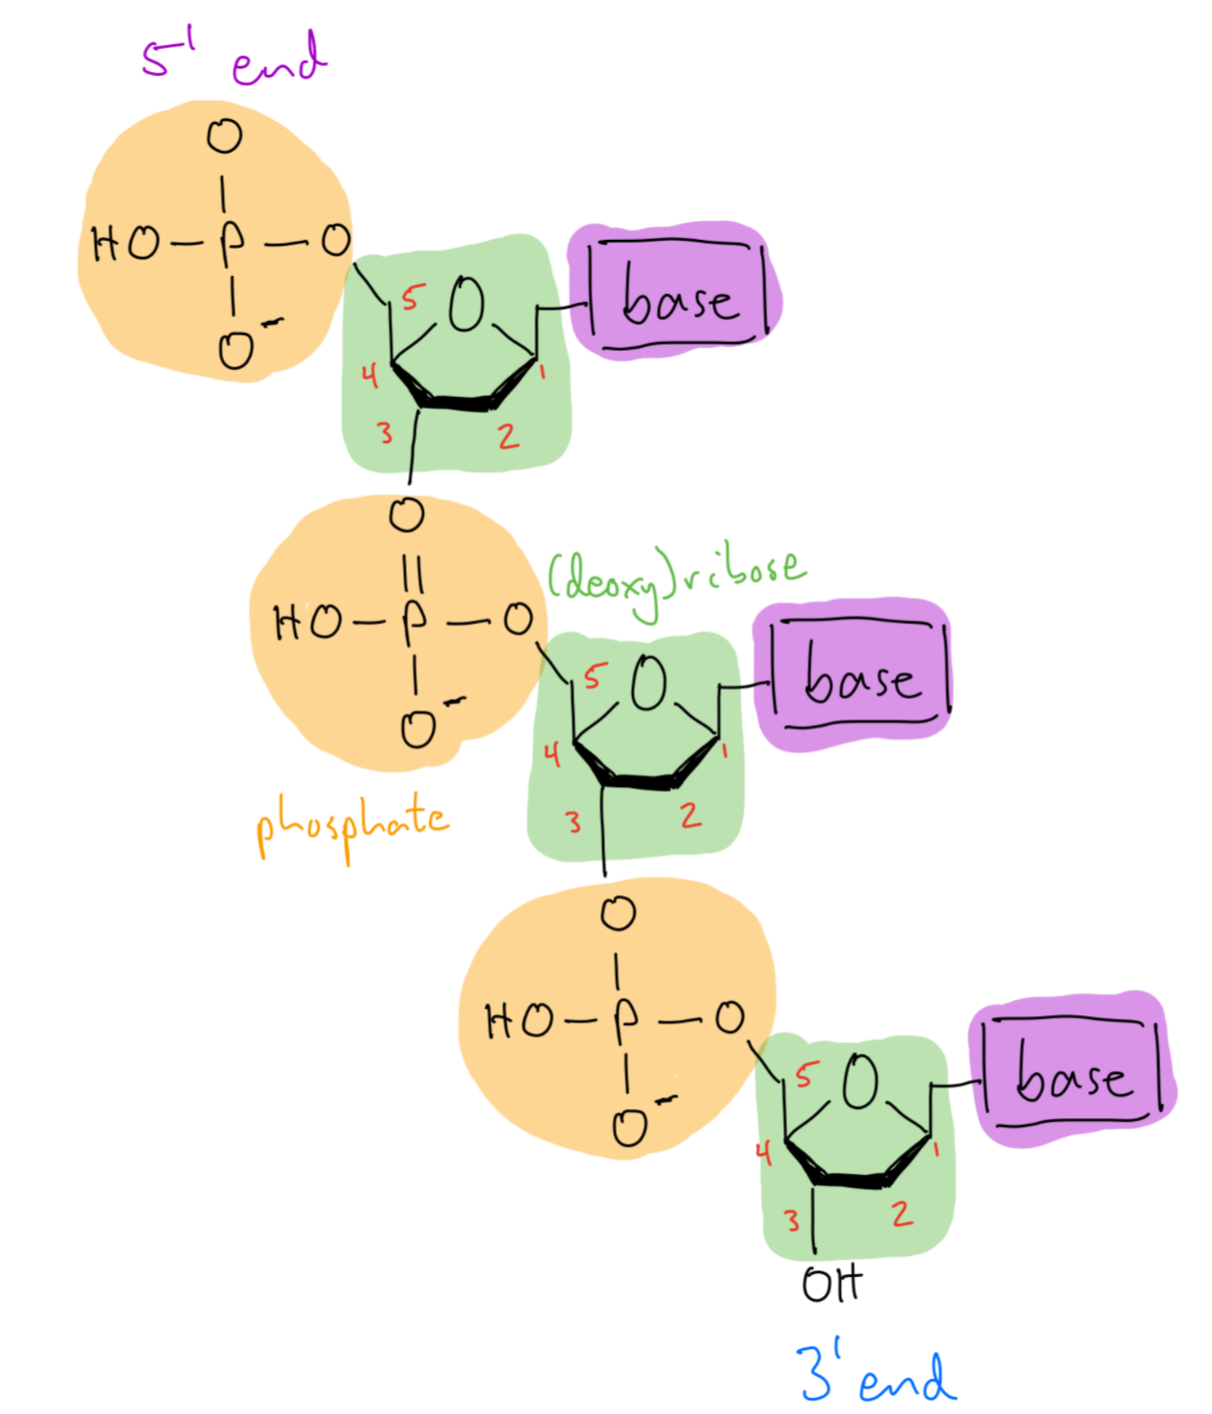 5' end
O
HO – P – O
O⁻
5 O base
4 1
3 2
O
HO – P – O
O⁻
(deoxy)ribose
5 O base
4 1
3 2
phosphate
O
HO – P – O
O⁻
5 O base
4 1
3 2
OH
3' end